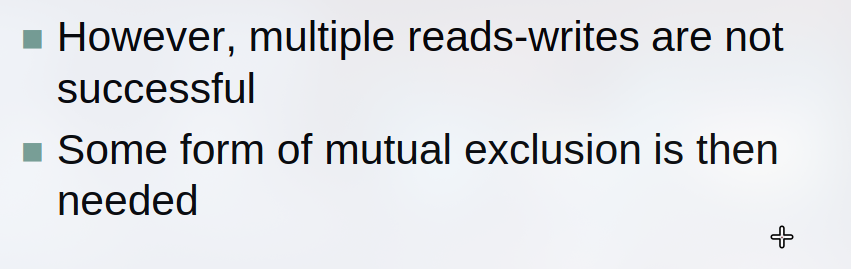 However, multiple reads-writes are not
successful
Some form of mutual exclusion is then
needed